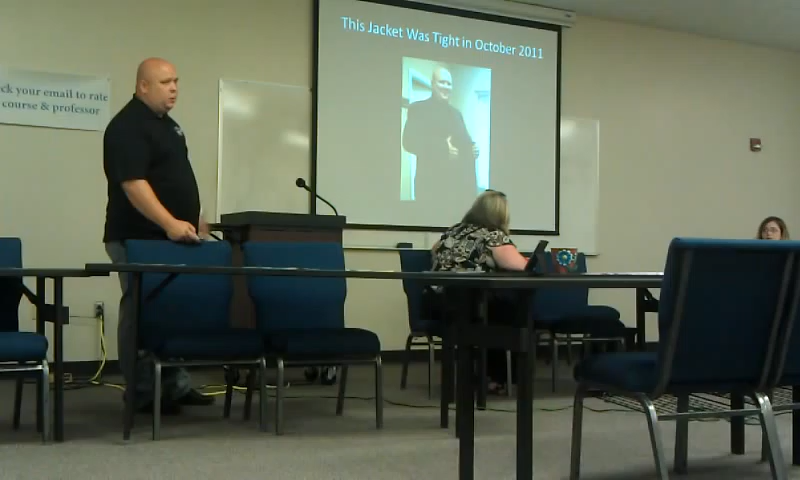 This Jacket Was Tight in October 2011
ck your email to rate
course & professor